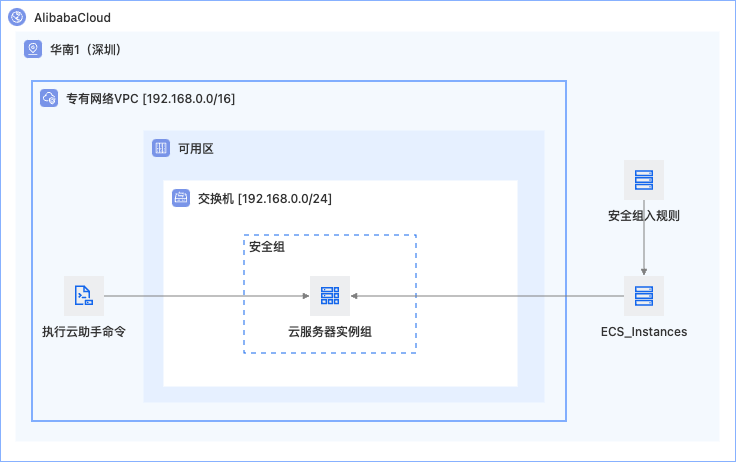 AlibabaCloud
华南1（深圳）
专有网络VPC [192.168.0.0/16]
可用区
交换机 [192.168.0.0/24]
安全组入规则
安全组
执行云助手命令
云服务器实例组
ECS_Instances